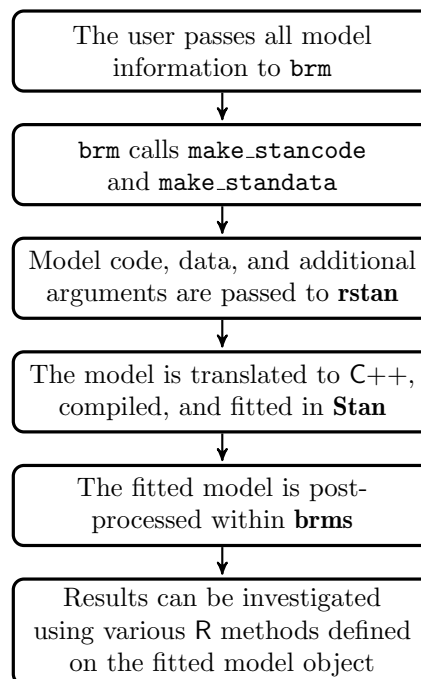 The user passes all model
information to brm
brm calls make_stancode
and make_standata
Model code, data, and additional
arguments are passed to rstan
The model is translated to C++,
compiled, and fitted in Stan
The fitted model is post-
processed within brms
Results can be investigated
using various R methods defined
on the fitted model object